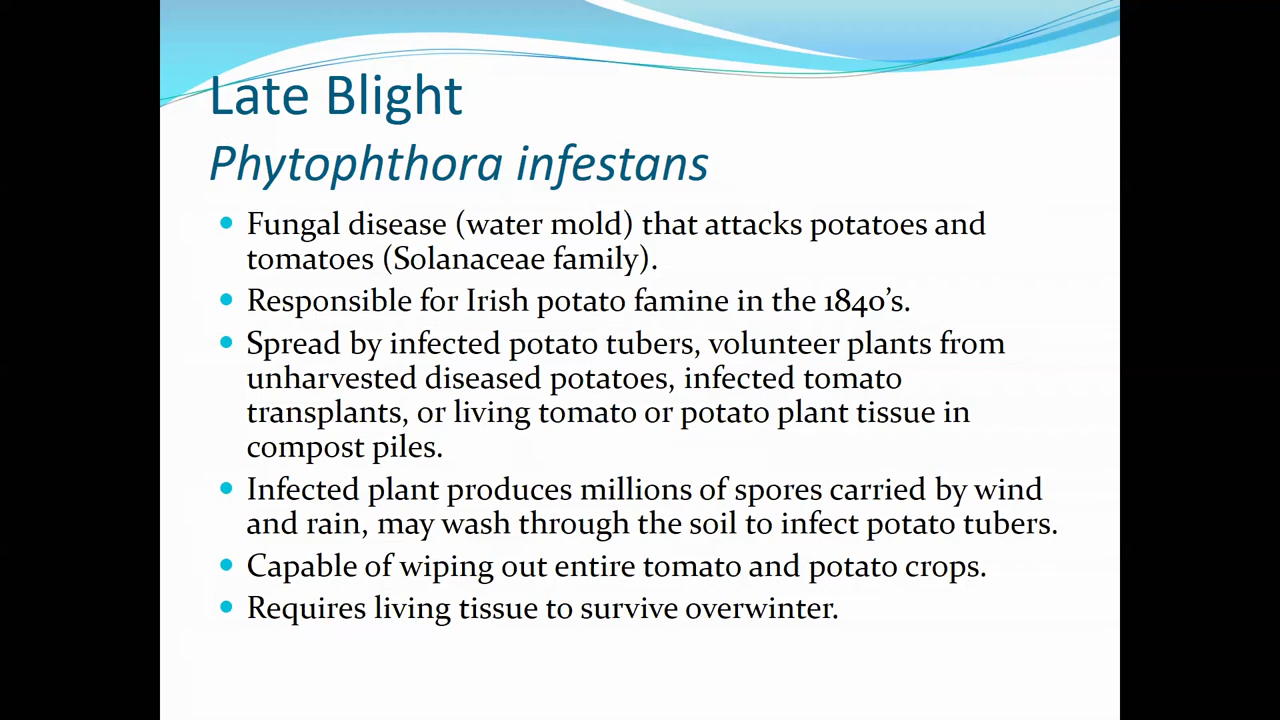 Late Blight
Phytophthora infestans
• Fungal disease (water mold) that attacks potatoes and
tomatoes (Solanaceae family).
• Responsible for Irish potato famine in the 1840’s.
• Spread by infected potato tubers, volunteer plants from
unharvested diseased potatoes, infected tomato
transplants, or living tomato or potato plant tissue in
compost piles.
• Infected plant produces millions of spores carried by wind
and rain, may wash through the soil to infect potato tubers.
• Capable of wiping out entire tomato and potato crops.
• Requires living tissue to survive overwinter.